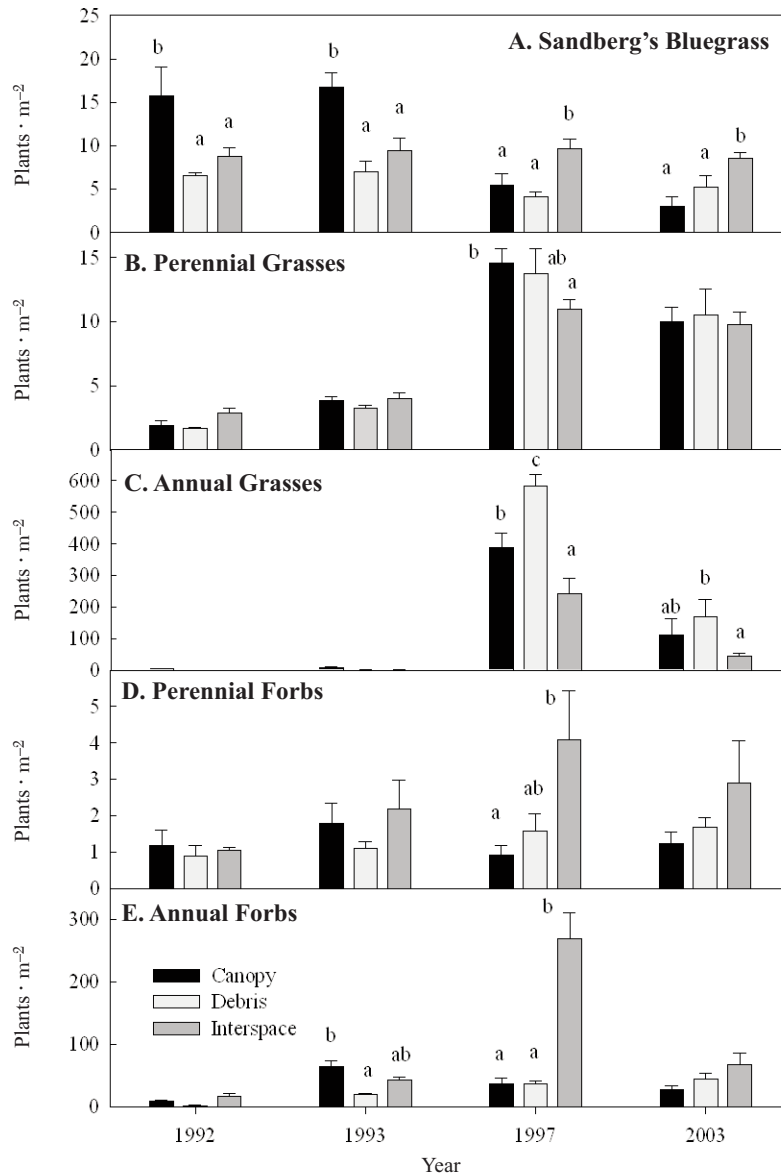 25
b
b
A. Sandberg’s Bluegrass
20
15
a
a
a
a
b
b
10
a
a
a
a
5
0
Plants · m⁻²
15
B. Perennial Grasses
b
ab
a
10
5
0
Plants · m⁻²
C. Annual Grasses
c
600
500
b
400
a
300
200
ab
b
a
100
0
Plants · m⁻²
D. Perennial Forbs
b
5
4
3
ab
a
2
1
0
Plants · m⁻²
E. Annual Forbs
b
300
Canopy
Debris
Interspace
200
b
a
ab
a
a
100
0
Plants · m⁻²
1992
1993
1997
2003
Year